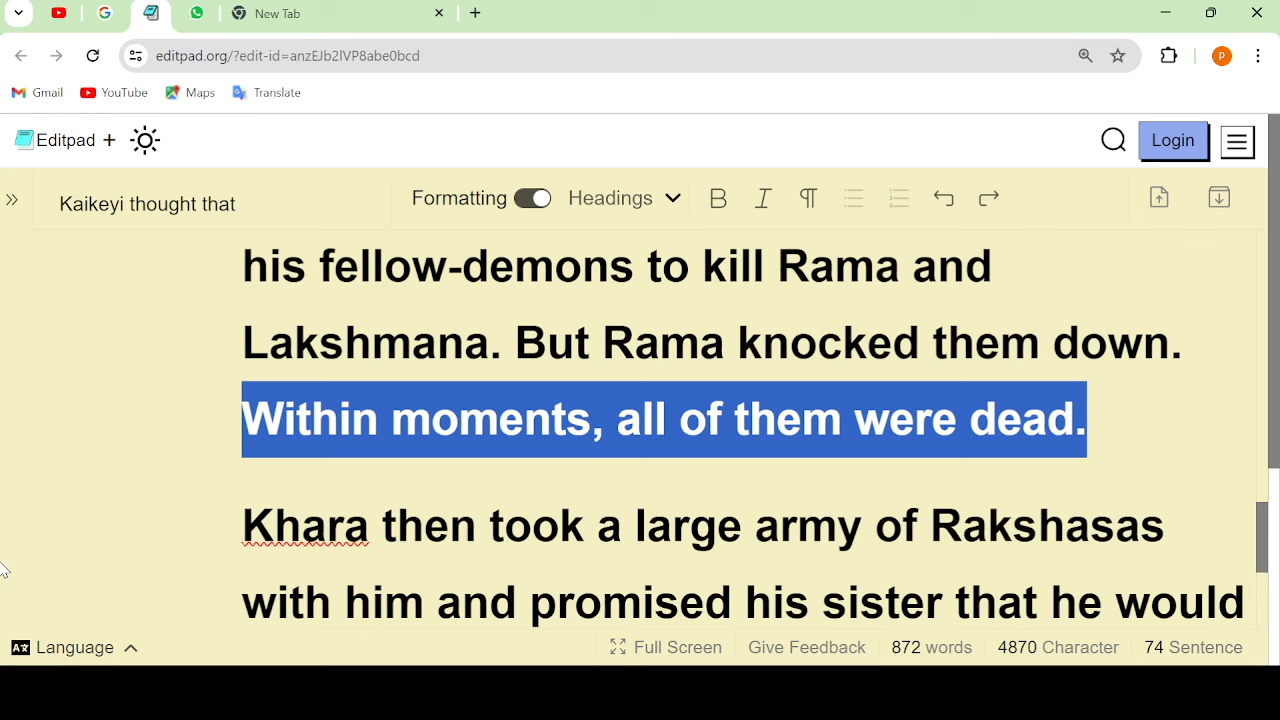 New Tab
editpad.org/?edit-id=anzEJb2lVP8abe0bcd
p
Gmail YouTube Maps Translate
Editpad + Login
Kaikeyi thought that Formatting Headings B I ¶
his fellow-demons to kill Rama and
Lakshmana. But Rama knocked them down.
Within moments, all of them were dead.
Khara then took a large army of Rakshasas
with him and promised his sister that he would
Language Full Screen Give Feedback 872 words 4870 Character 74 Sentence